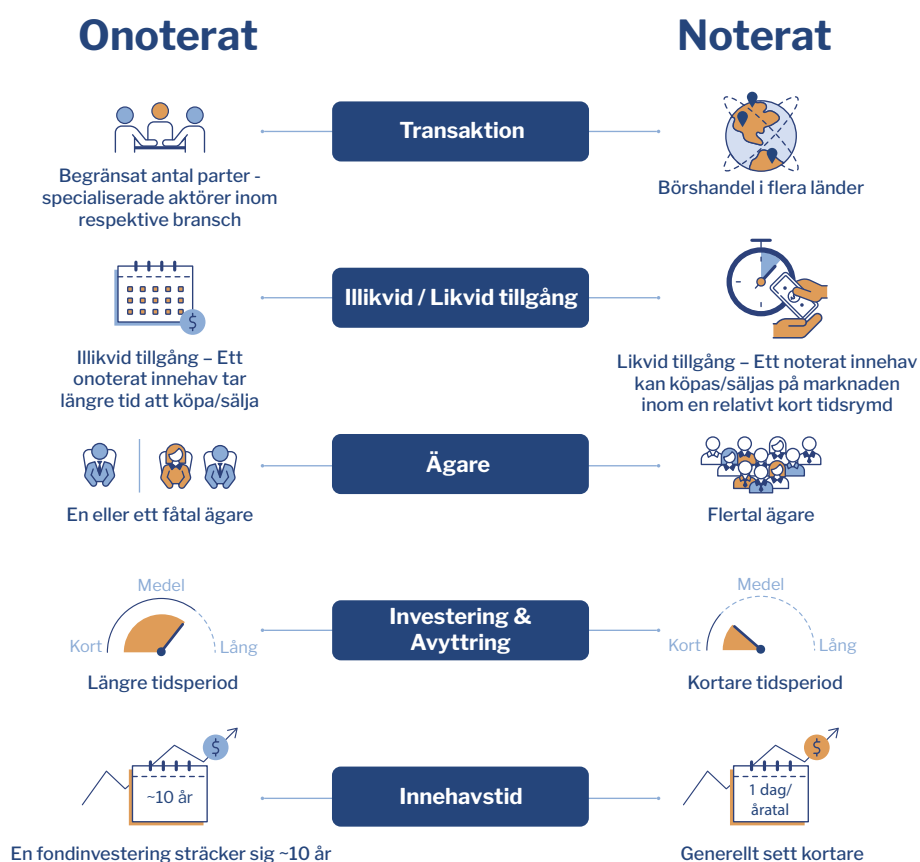 Onoterat
Noterat
Transaktion
Begränsat antal parter -
specialiserade aktörer inom
respektive bransch
Börshandel i flera länder
Illikvid / Likvid tillgång
$
Illikvid tillgång – Ett
onoterat innehav tar
längre tid att köpa/sälja
Likvid tillgång – Ett noterat innehav
kan köpas/säljas på marknaden
inom en relativt kort tidsrymd
Ägare
En eller ett fåtal ägare
Flertal ägare
Investering &
Avyttring
Medel
Kort
Lång
Längre tidsperiod
Medel
Kort
Lång
Kortare tidsperiod
Innehavstid
$
~10 år
En fondinvestering sträcker sig ~10 år
$
1 dag/
åratal
Generellt sett kortare